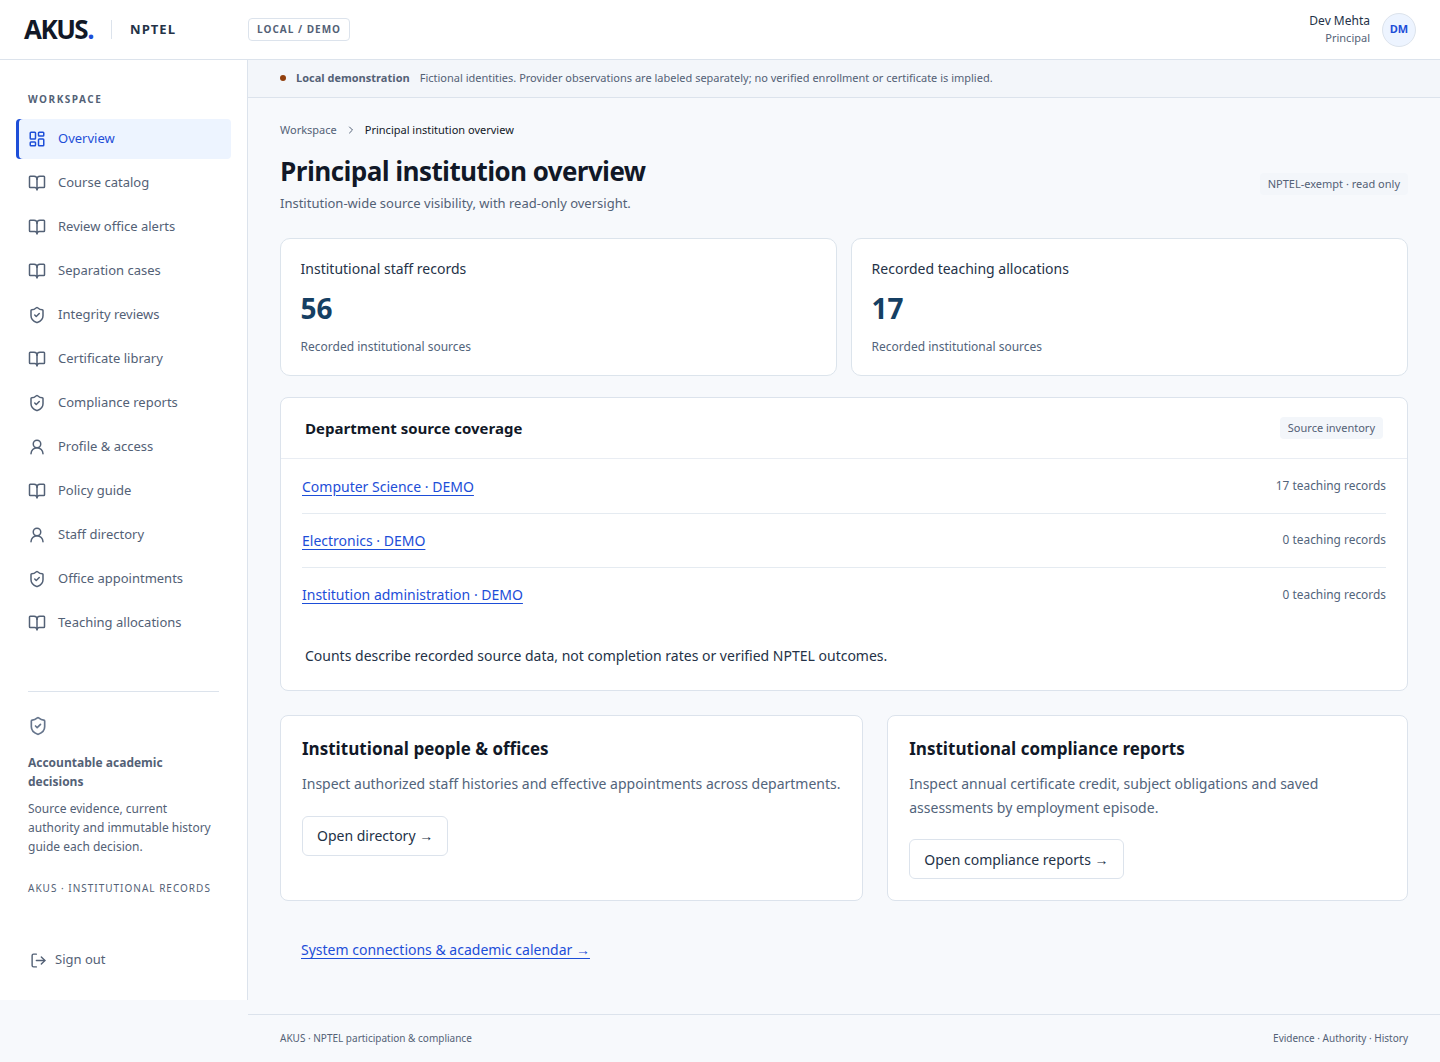 AKUS. NPTEL LOCAL / DEMO Dev Mehta
Principal DM
Local demonstration Fictional identities. Provider observations are labeled separately; no verified enrollment or certificate is implied.
WORKSPACE
Overview
Course catalog
Review office alerts
Separation cases
Integrity reviews
Certificate library
Compliance reports
Profile & access
Policy guide
Staff directory
Office appointments
Teaching allocations
Accountable academic
decisions
Source evidence, current
authority and immutable history
guide each decision.
AKUS · INSTITUTIONAL RECORDS
Sign out
Workspace > Principal institution overview
Principal institution overview
Institution-wide source visibility, with read-only oversight.
NPTEL-exempt · read only
Institutional staff records
56
Recorded institutional sources
Recorded teaching allocations
17
Recorded institutional sources
Department source coverage Source inventory
Computer Science · DEMO 17 teaching records
Electronics · DEMO 0 teaching records
Institution administration · DEMO 0 teaching records
Counts describe recorded source data, not completion rates or verified NPTEL outcomes.
Institutional people & offices
Inspect authorized staff histories and effective appointments across departments.
Open directory →
Institutional compliance reports
Inspect annual certificate credit, subject obligations and saved
assessments by employment episode.
Open compliance reports →
System connections & academic calendar →
AKUS · NPTEL participation & compliance Evidence · Authority · History